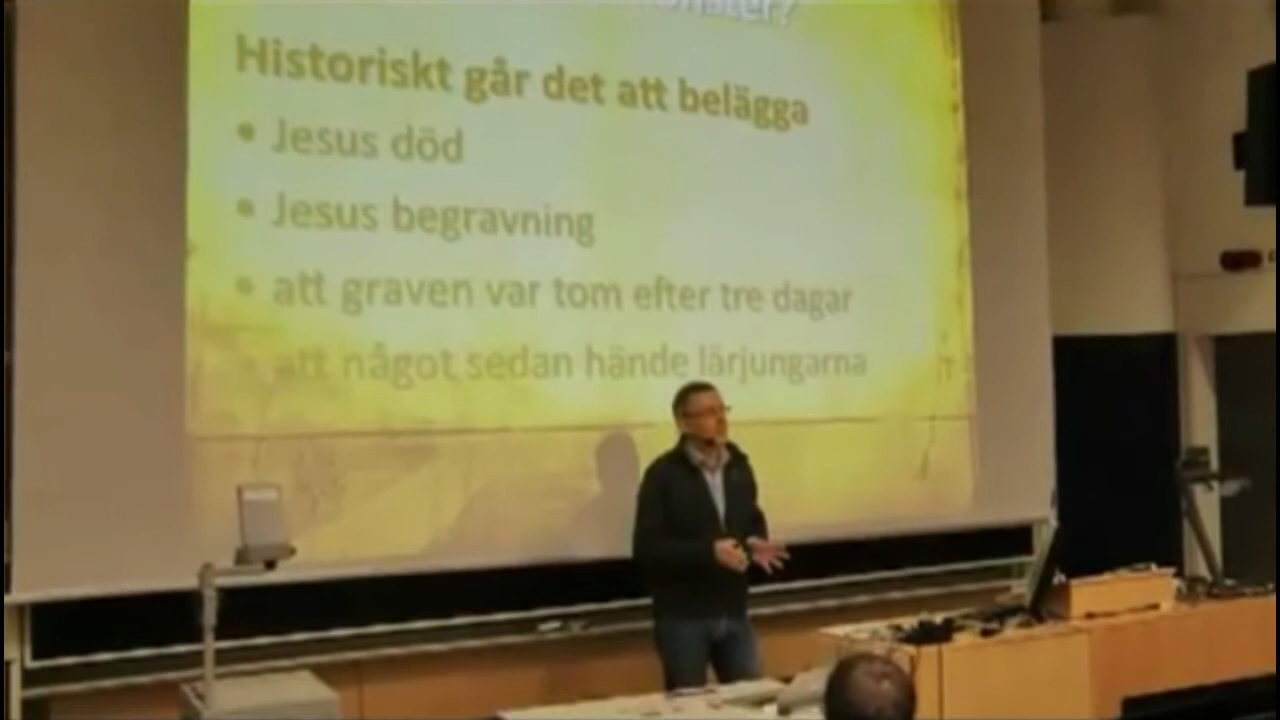 Historiskt går det att belägga
• Jesus död
• Jesus begravning
• att graven var tom efter tre dagar
• att något sedan hände lärjungarna